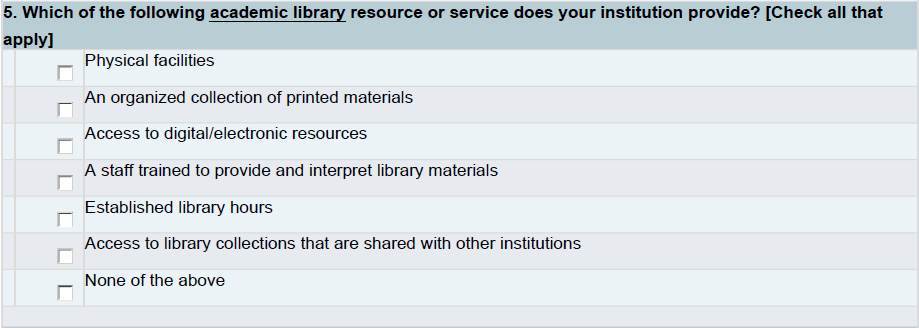 5. Which of the following academic library resource or service does your institution provide? [Check all that
apply]
Physical facilities
An organized collection of printed materials
Access to digital/electronic resources
A staff trained to provide and interpret library materials
Established library hours
Access to library collections that are shared with other institutions
None of the above